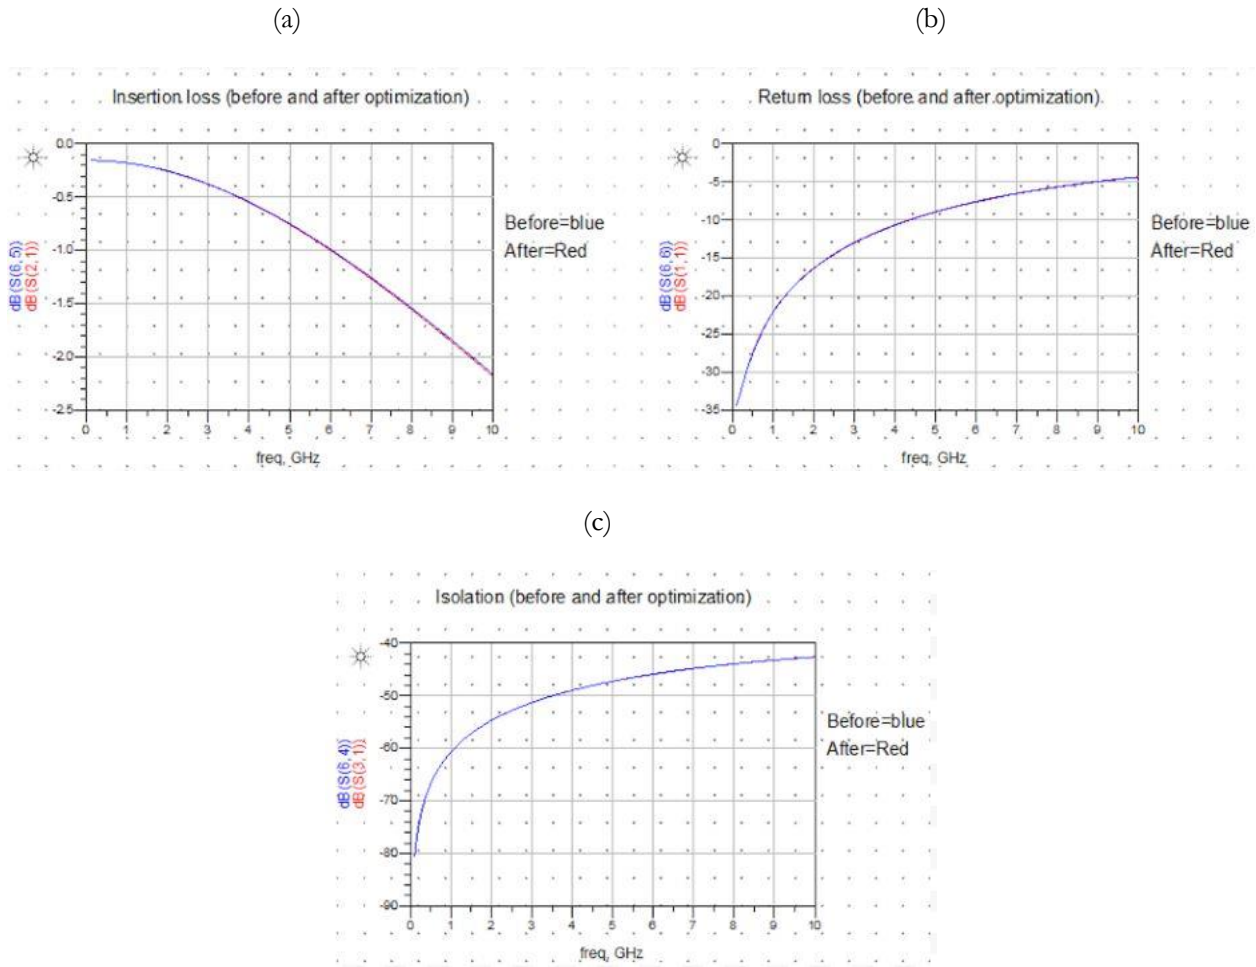 (a)
(b)
Insertion loss (before and after optimization)
0.0
-0.5
-1.0
-1.5
-2.0
-2.5
dB(S(6,5))
dB(S(2,1))
0 1 2 3 4 5 6 7 8 9 10
freq, GHz
Before=blue
After=Red
Return loss (before and after optimization)
0
-5
-10
-15
-20
-25
-30
-35
dB(S(6,6))
dB(S(1,1))
0 1 2 3 4 5 6 7 8 9 10
freq, GHz
Before=blue
After=Red
(c)
Isolation (before and after optimization)
-40
-50
-60
-70
-80
-90
dB(S(6,4))
dB(S(3,1))
0 1 2 3 4 5 6 7 8 9 10
freq, GHz
Before=blue
After=Red